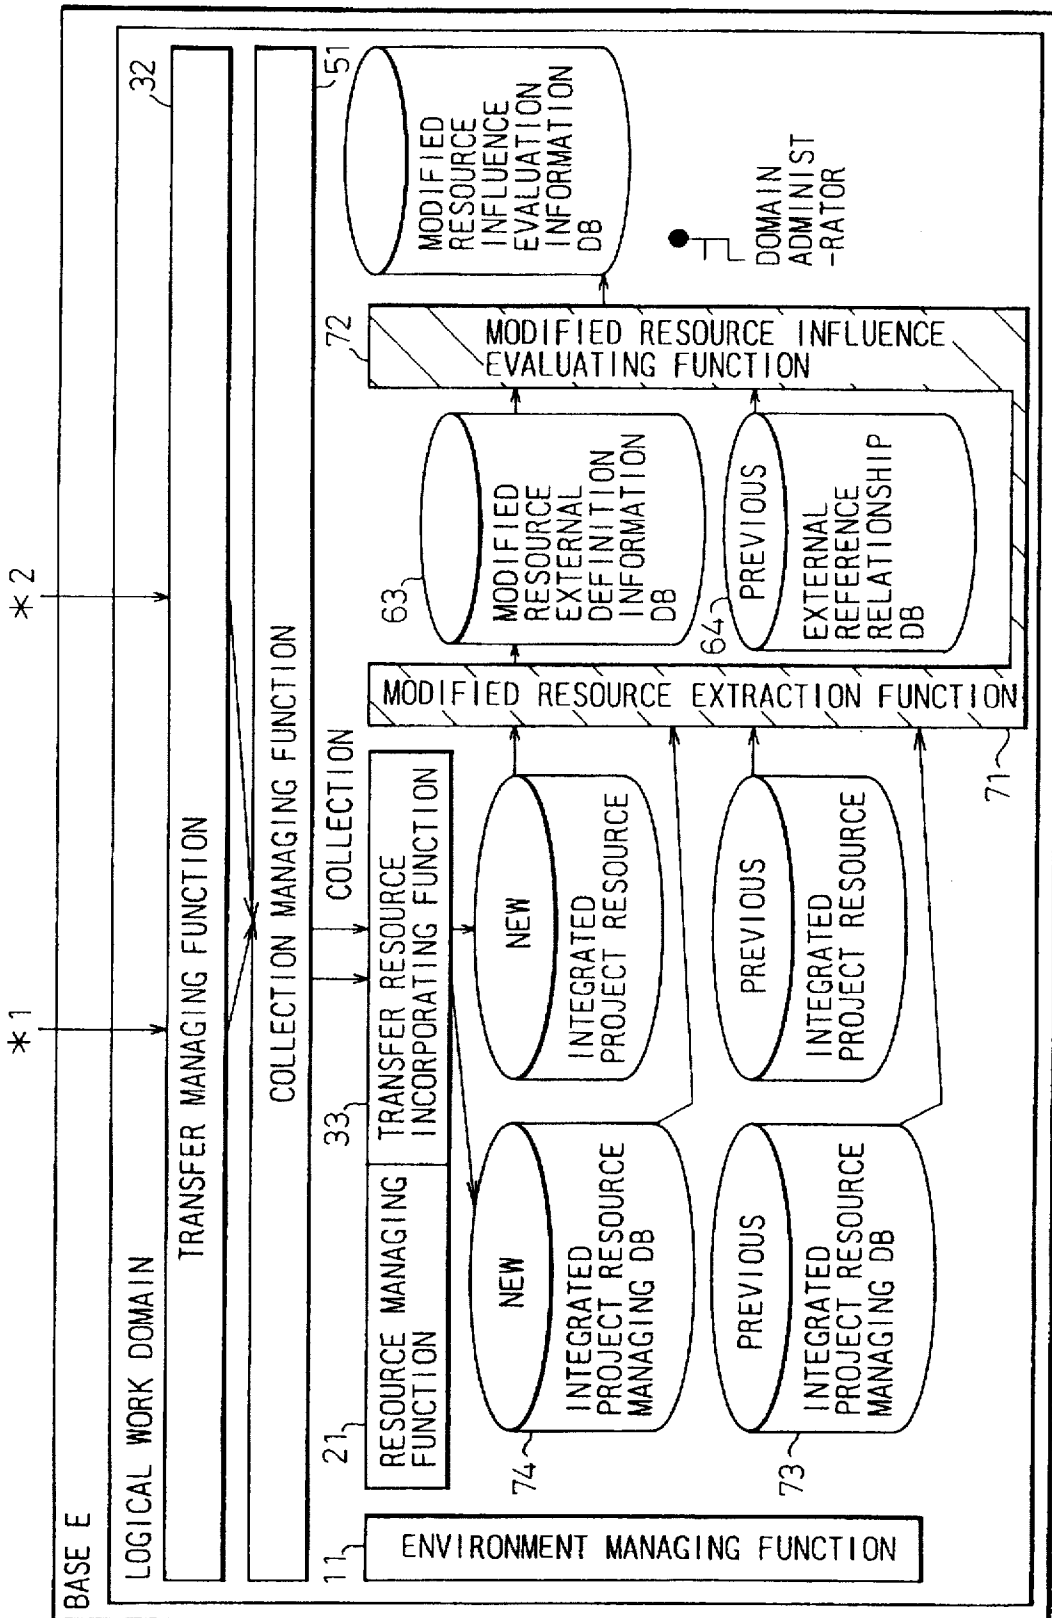 *1
*2
BASE E
LOGICAL WORK DOMAIN
32
TRANSFER MANAGING FUNCTION
COLLECTION MANAGING FUNCTION
51
11
ENVIRONMENT MANAGING FUNCTION
21
RESOURCE MANAGING
FUNCTION
33
TRANSFER RESOURCE
INCORPORATING FUNCTION
COLLECTION
NEW
INTEGRATED
PROJECT RESOURCE
MANAGING DB
74
NEW
INTEGRATED
PROJECT RESOURCE
PREVIOUS
INTEGRATED
PROJECT RESOURCE
MANAGING DB
73
PREVIOUS
INTEGRATED
PROJECT RESOURCE
MODIFIED RESOURCE EXTRACTION FUNCTION
71
63
MODIFIED
RESOURCE
EXTERNAL
DEFINITION
INFORMATION
DB
64
PREVIOUS
EXTERNAL
REFERENCE
RELATIONSHIP
DB
72
MODIFIED RESOURCE INFLUENCE
EVALUATING FUNCTION
MODIFIED
RESOURCE
INFLUENCE
EVALUATION
INFORMATION
DB
DOMAIN
ADMINIST
-RATOR